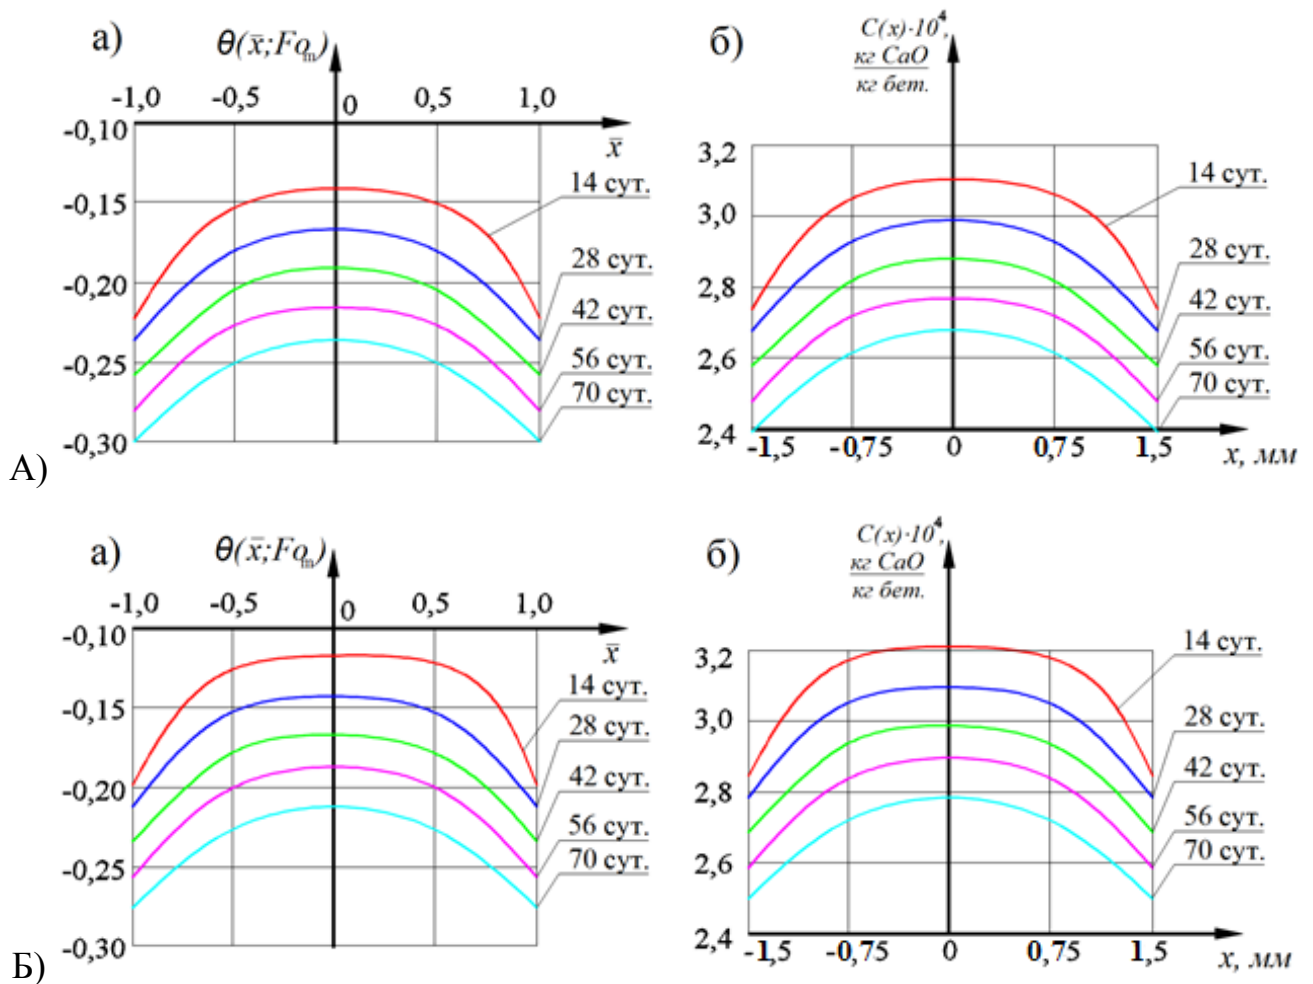 а)
θ(x̅;Foₘ)
-1,0 -0,5 0 0,5 1,0
x̅
-0,10
-0,15
-0,20
-0,25
-0,30
14 сут.
28 сут.
42 сут.
56 сут.
70 сут.
б)
C(x)·10⁴,
кг CaO
кг бет.
3,2
3,0
2,8
2,6
2,4
14 сут.
28 сут.
42 сут.
56 сут.
70 сут.
-1,5 -0,75 0 0,75 1,5
x, мм
А)
а)
θ(x̅;Foₘ)
-1,0 -0,5 0 0,5 1,0
x̅
-0,10
-0,15
-0,20
-0,25
-0,30
14 сут.
28 сут.
42 сут.
56 сут.
70 сут.
б)
C(x)·10⁴,
кг CaO
кг бет.
3,2
3,0
2,8
2,6
2,4
14 сут.
28 сут.
42 сут.
56 сут.
70 сут.
-1,5 -0,75 0 0,75 1,5
x, мм
Б)